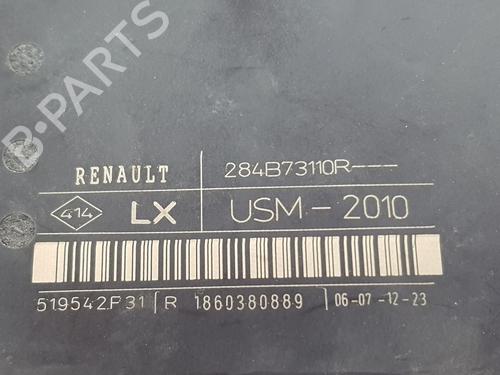 B-PARTS
RENAULT 284B73110R---
414 LX USM-2010
519542F31 R 1860380889 06-07-12-23